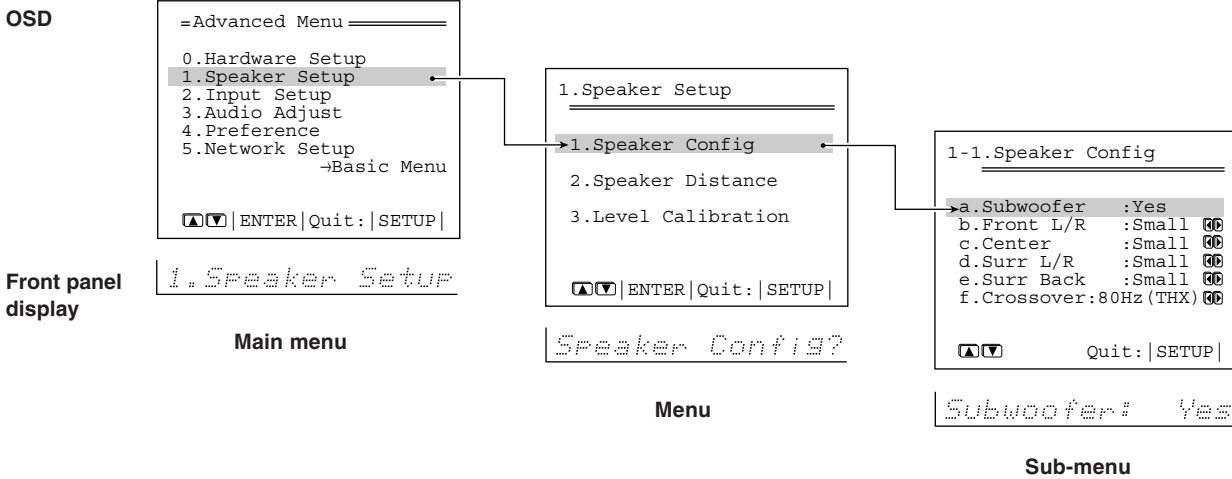 OSD
=Advanced Menu
0.Hardware Setup
1.Speaker Setup
2.Input Setup
3.Audio Adjust
4.Preference
5.Network Setup
→Basic Menu
▲▼|ENTER|Quit:|SETUP|
Front panel display
1.Speaker Setup
Main menu
1.Speaker Setup
1.Speaker Config
2.Speaker Distance
3.Level Calibration
▲▼|ENTER|Quit:|SETUP|
Speaker Config?
Menu
1-1.Speaker Config
a.Subwoofer :Yes
b.Front L/R :Small ◀▶
c.Center :Small ◀▶
d.Surr L/R :Small ◀▶
e.Surr Back :Small ◀▶
f.Crossover:80Hz(THX) ◀▶
▲▼ Quit:|SETUP|
Subwoofer: Yes
Sub-menu